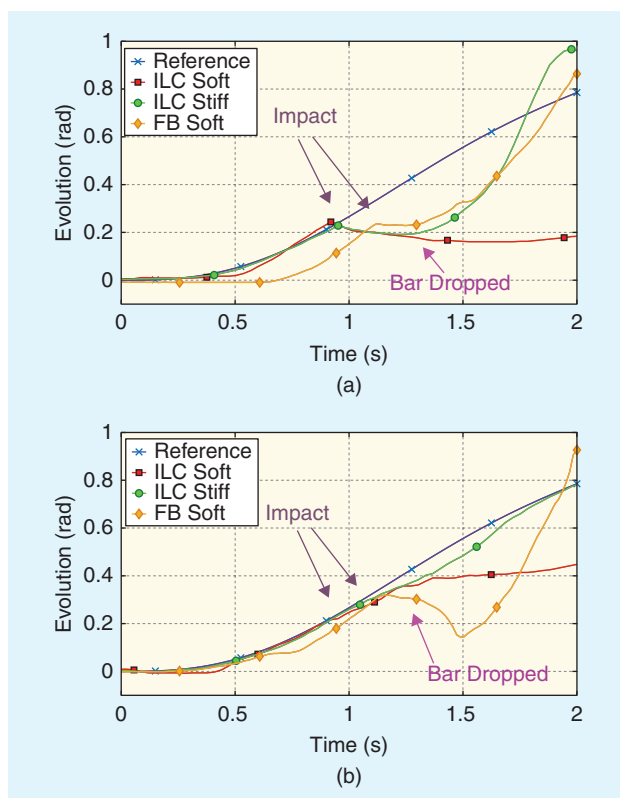 1
0.8
0.6
0.4
0.2
0
Evolution (rad)
Reference
ILC Soft
ILC Stiff
FB Soft
Impact
Bar Dropped
0 0.5 1 1.5 2
Time (s)
(a)
1
0.8
0.6
0.4
0.2
0
Evolution (rad)
Reference
ILC Soft
ILC Stiff
FB Soft
Impact
Bar Dropped
0 0.5 1 1.5 2
Time (s)
(b)